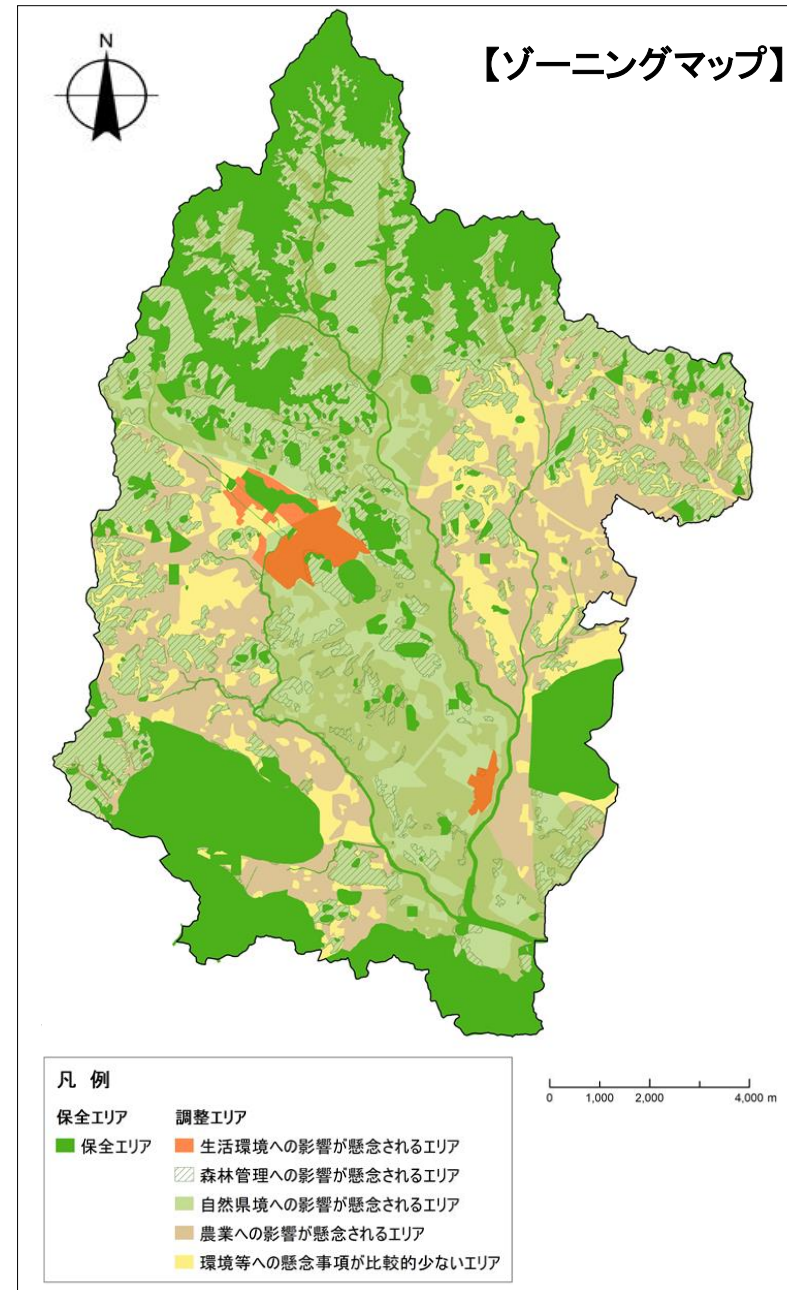 【ゾーニングマップ】
N
凡 例
保全エリア 調整エリア
保全エリア 生活環境への影響が懸念されるエリア
森林管理への影響が懸念されるエリア
自然県境への影響が懸念されるエリア
農業への影響が懸念されるエリア
環境等への懸念事項が比較的少ないエリア
0 1,000 2,000 4,000 m